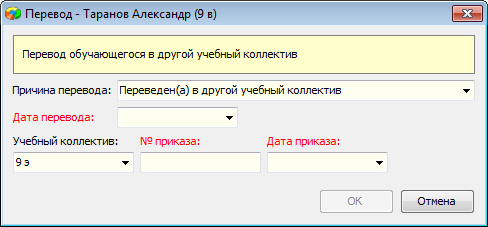 Перевод - Таранов Александр (9 в)
Перевод обучающегося в другой учебный коллектив
Причина перевода: Переведен(а) в другой учебный коллектив
Дата перевода:
Учебный коллектив: № приказа: Дата приказа:
9 э
ОК Отмена